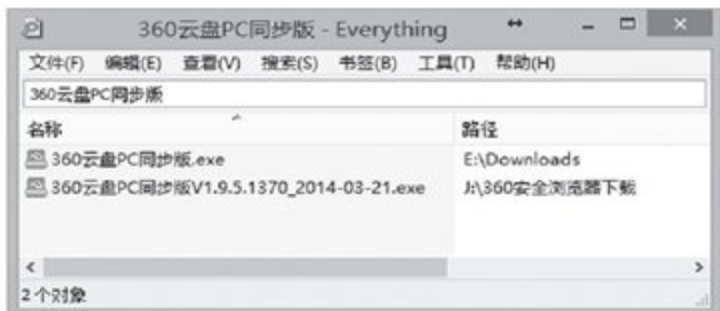 360云盘PC同步版 - Everything
文件(F) 编辑(E) 查看(V) 搜索(S) 书签(B) 工具(T) 帮助(H)
360云盘PC同步版
名称 路径
360云盘PC同步版.exe E:\Downloads
360云盘PC同步版V1.9.5.1370_2014-03-21.exe J:\360安全浏览器下载
2 个对象